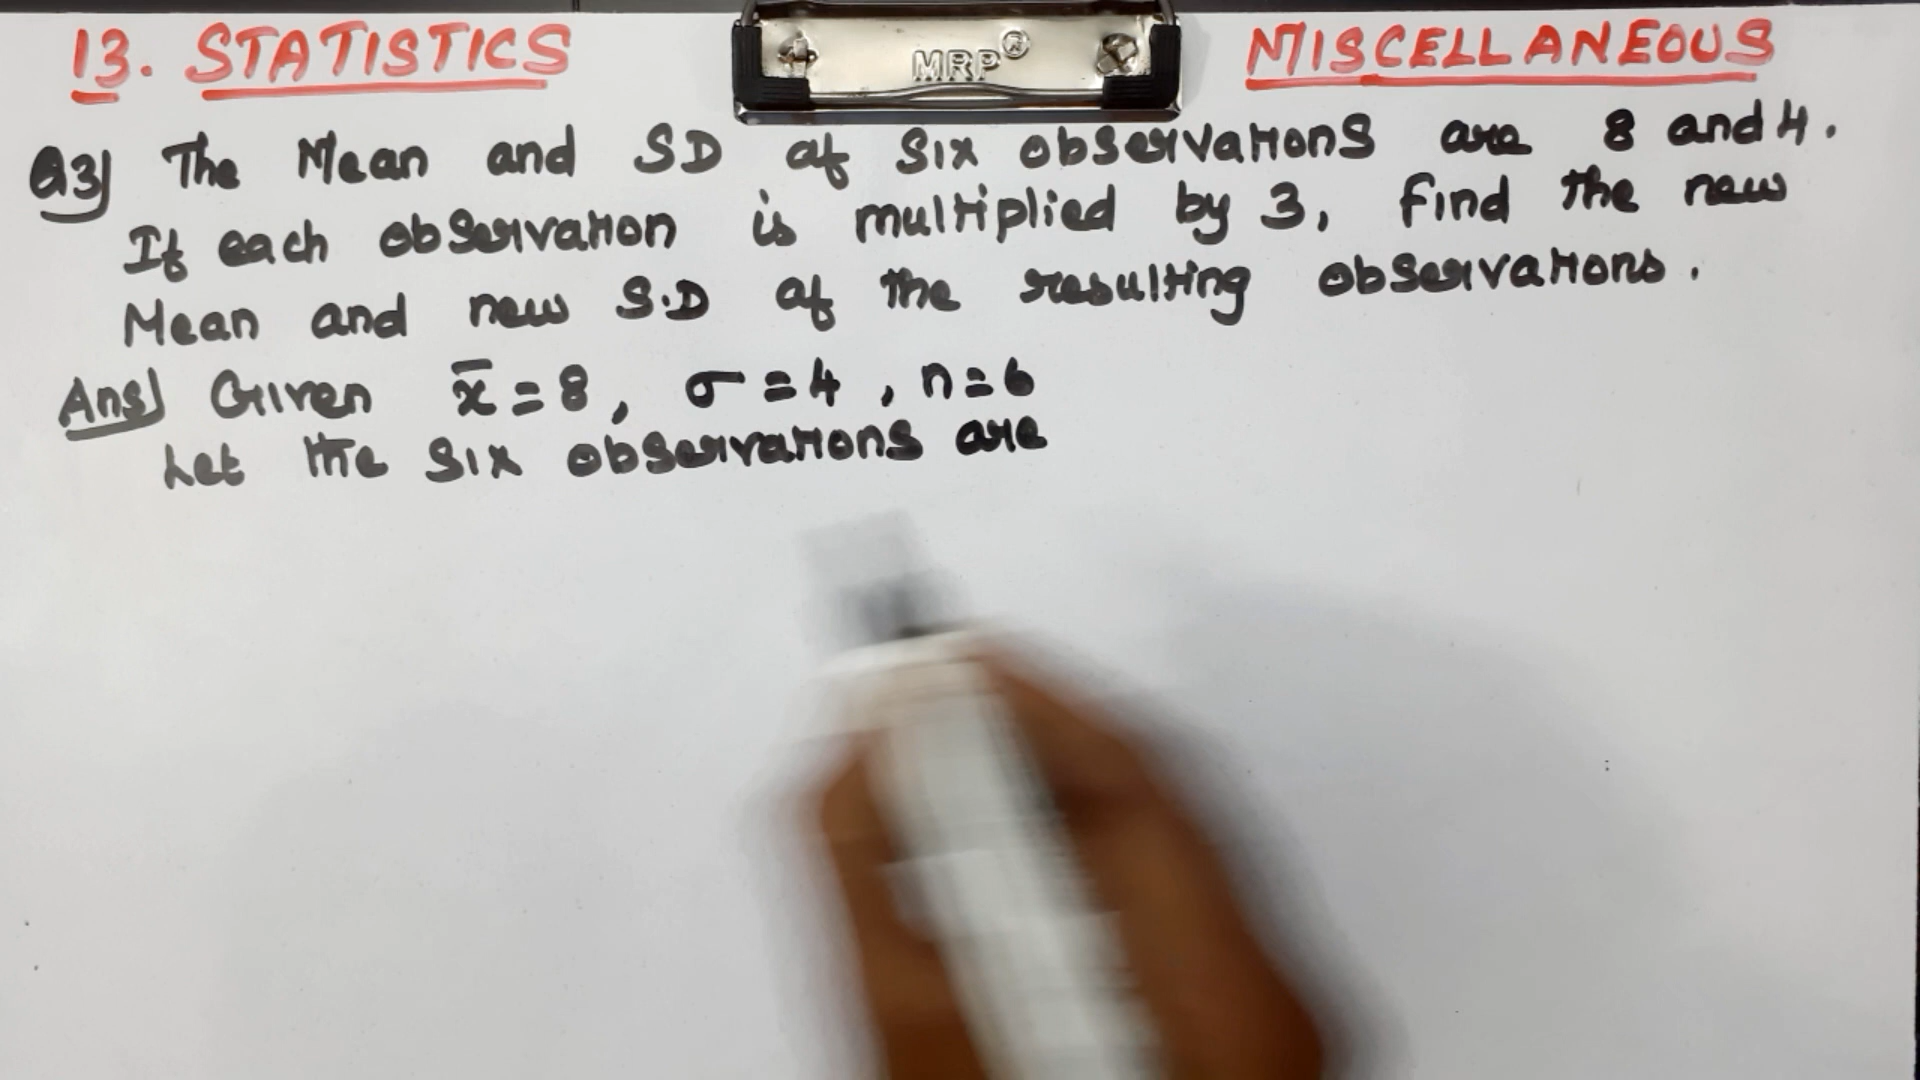 13. STATISTICS
MRP®
MISCELLANEOUS
Q3) The Mean and SD of six observations are 8 and 4.
If each observation is multiplied by 3, find the new
Mean and new S.D of the resulting observations.
Ans) Given x̄ = 8, σ = 4, n = 6
Let the six observations are